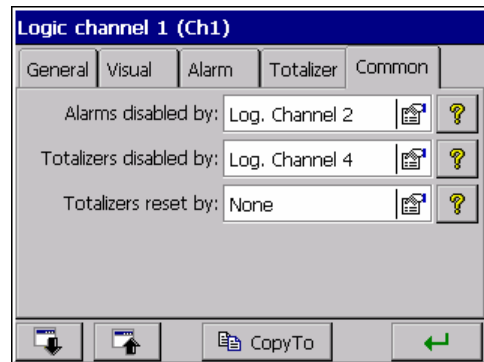 Logic channel 1 (Ch1)
General Visual Alarm Totalizer Common
Alarms disabled by: Log. Channel 2 ?
Totalizers disabled by: Log. Channel 4 ?
Totalizers reset by: None ?
CopyTo